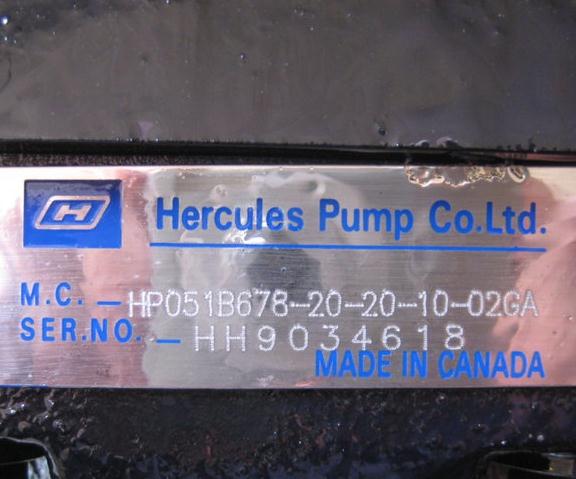 H Hercules Pump Co.Ltd.
M.C. — HP051B678-20-20-10-02GA
SER.NO. — HH9034618
MADE IN CANADA